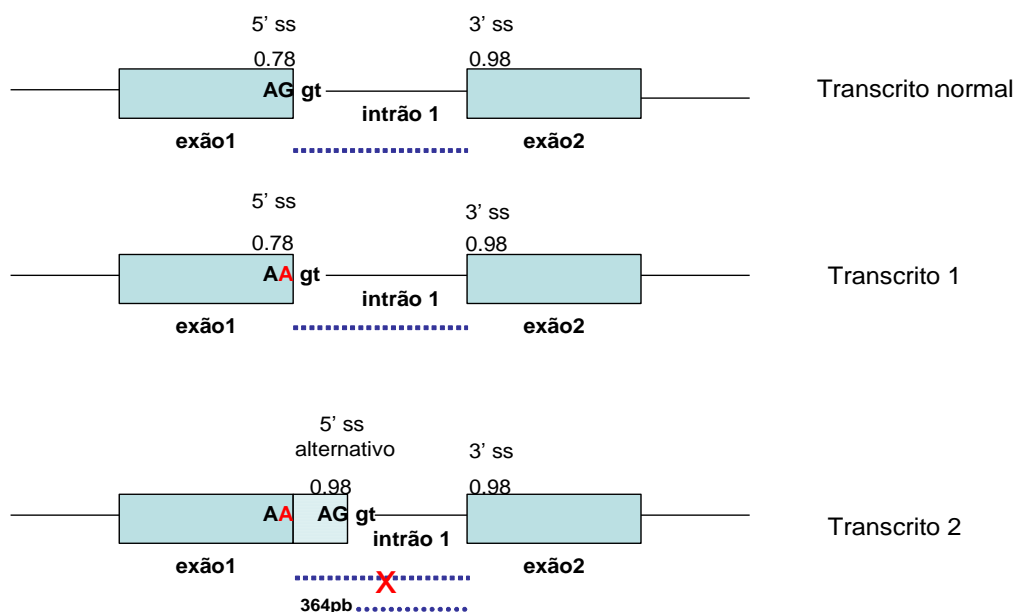 5’ ss
3’ ss
0.78
0.98
AG gt
Transcrito normal
intrão 1
exão1
exão2
5’ ss
3’ ss
0.78
0.98
AA gt
Transcrito 1
intrão 1
exão1
exão2
5’ ss
alternativo
3’ ss
0.98
0.98
AA
AG gt
Transcrito 2
intrão 1
exão1
exão2
X
364pb